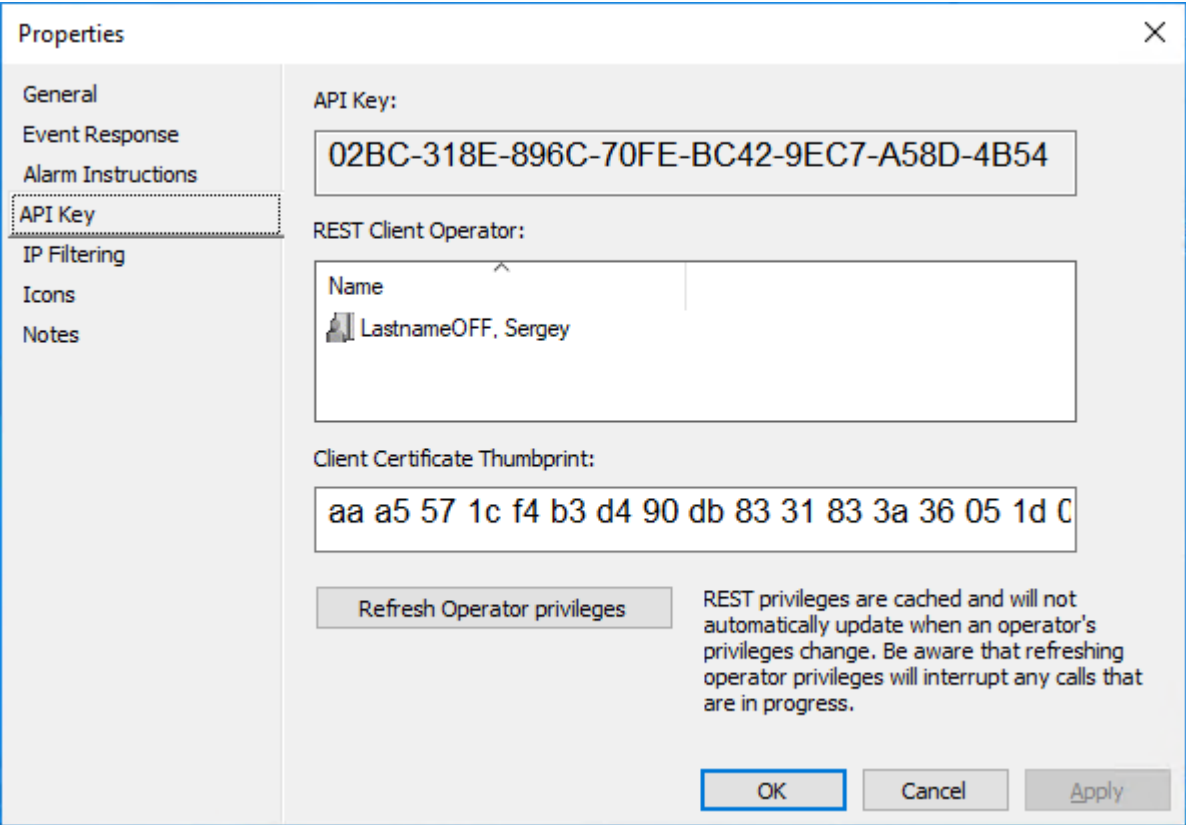 Properties
General
Event Response
Alarm Instructions
API Key
IP Filtering
Icons
Notes
API Key:
02BC-318E-896C-70FE-BC42-9EC7-A58D-4B54
REST Client Operator:
Name
LastnameOFF, Sergey
Client Certificate Thumbprint:
aa a5 57 1c f4 b3 d4 90 db 83 31 83 3a 36 05 1d
Refresh Operator privileges
REST privileges are cached and will not
automatically update when an operator's
privileges change. Be aware that refreshing
operator privileges will interrupt any calls that
are in progress.
OK
Cancel
Apply